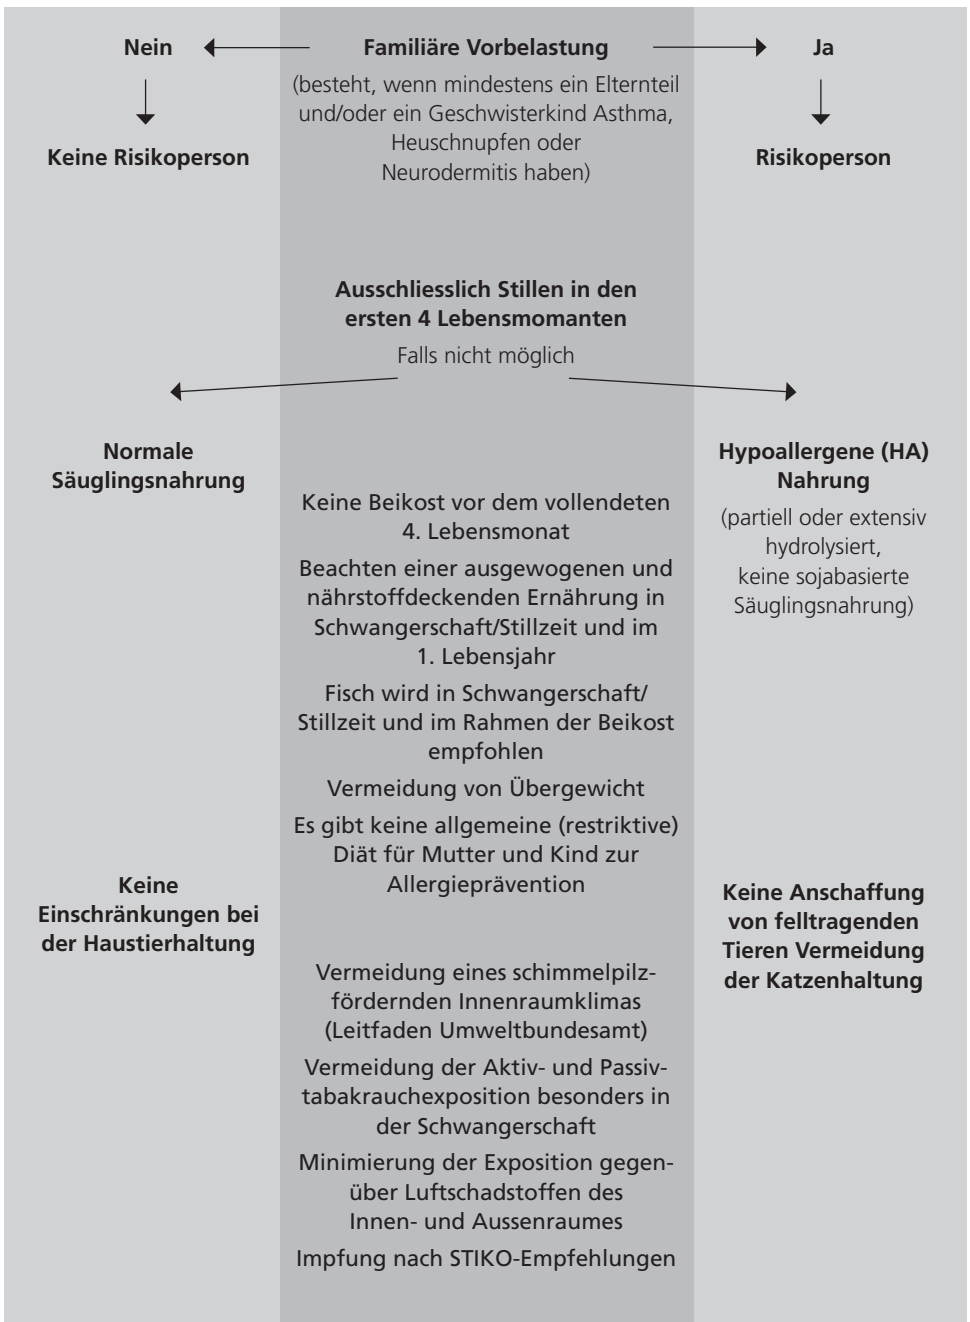 Nein
Familiäre Vorbelastung
Ja
(besteht, wenn mindestens ein Elternteil
und/oder ein Geschwisterkind Asthma,
Heuschnupfen oder
Neurodermitis haben)
Keine Risikoperson
Risikoperson
Ausschliesslich Stillen in den
ersten 4 Lebensmomanten
Falls nicht möglich
Normale
Säuglingsnahrung
Hypoallergene (HA)
Nahrung
(partiell oder extensiv
hydrolysiert,
keine sojabasierte
Säuglingsnahrung)
Keine Beikost vor dem vollendeten
4. Lebensmonat
Beachten einer ausgewogenen und
nährstoffdeckenden Ernährung in
Schwangerschaft/Stillzeit und im
1. Lebensjahr
Fisch wird in Schwangerschaft/
Stillzeit und im Rahmen der Beikost
empfohlen
Vermeidung von Übergewicht
Es gibt keine allgemeine (restriktive)
Diät für Mutter und Kind zur
Allergieprävention
Keine
Einschränkungen bei
der Haustierhaltung
Keine Anschaffung
von felltragenden
Tieren Vermeidung
der Katzenhaltung
Vermeidung eines schimmelpilz-
fördernden Innenraumklimas
(Leitfaden Umweltbundesamt)
Vermeidung der Aktiv- und Passiv-
tabakrauchexposition besonders in
der Schwangerschaft
Minimierung der Exposition gegen-
über Luftschadstoffen des
Innen- und Aussenraumes
Impfung nach STIKO-Empfehlungen